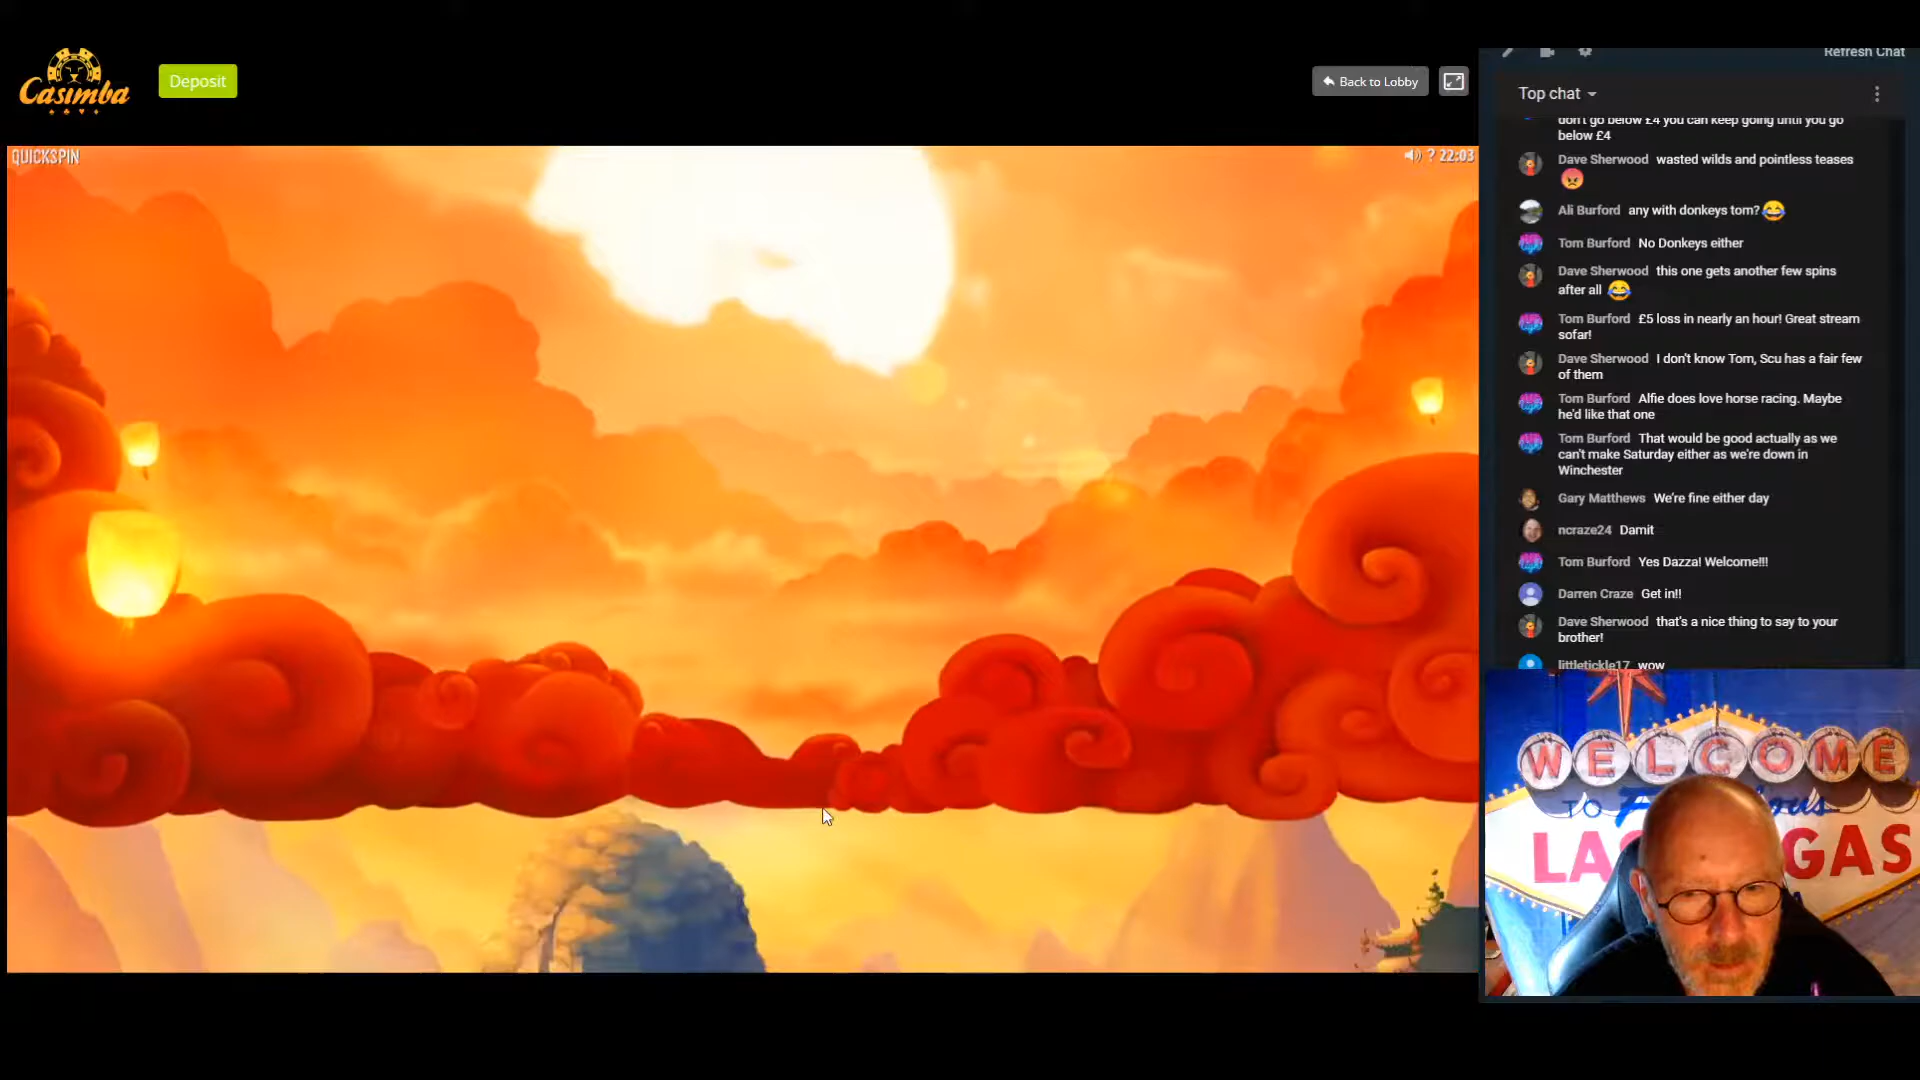 Casimba
Deposit
Back to Lobby
Refresh Chat
QUICKSPIN
? 22:03
Top chat
don't go below £4 you can keep going until you go
below £4
Dave Sherwood wasted wilds and pointless teases
Ali Burford any with donkeys tom?
Tom Burford No Donkeys either
Dave Sherwood this one gets another few spins
after all
Tom Burford £5 loss in nearly an hour! Great stream
sofar!
Dave Sherwood I don't know Tom, Scu has a fair few
of them
Tom Burford Alfie does love horse racing. Maybe
he'd like that one
Tom Burford That would be good actually as we
can't make Saturday either as we're down in
Winchester
Gary Matthews We're fine either day
ncraze24 Damit
Tom Burford Yes Dazza! Welcome!!!
Darren Craze Get in!!
Dave Sherwood that's a nice thing to say to your
brother!
littletickle17 wow
WELCOME
TO
LAS GAS